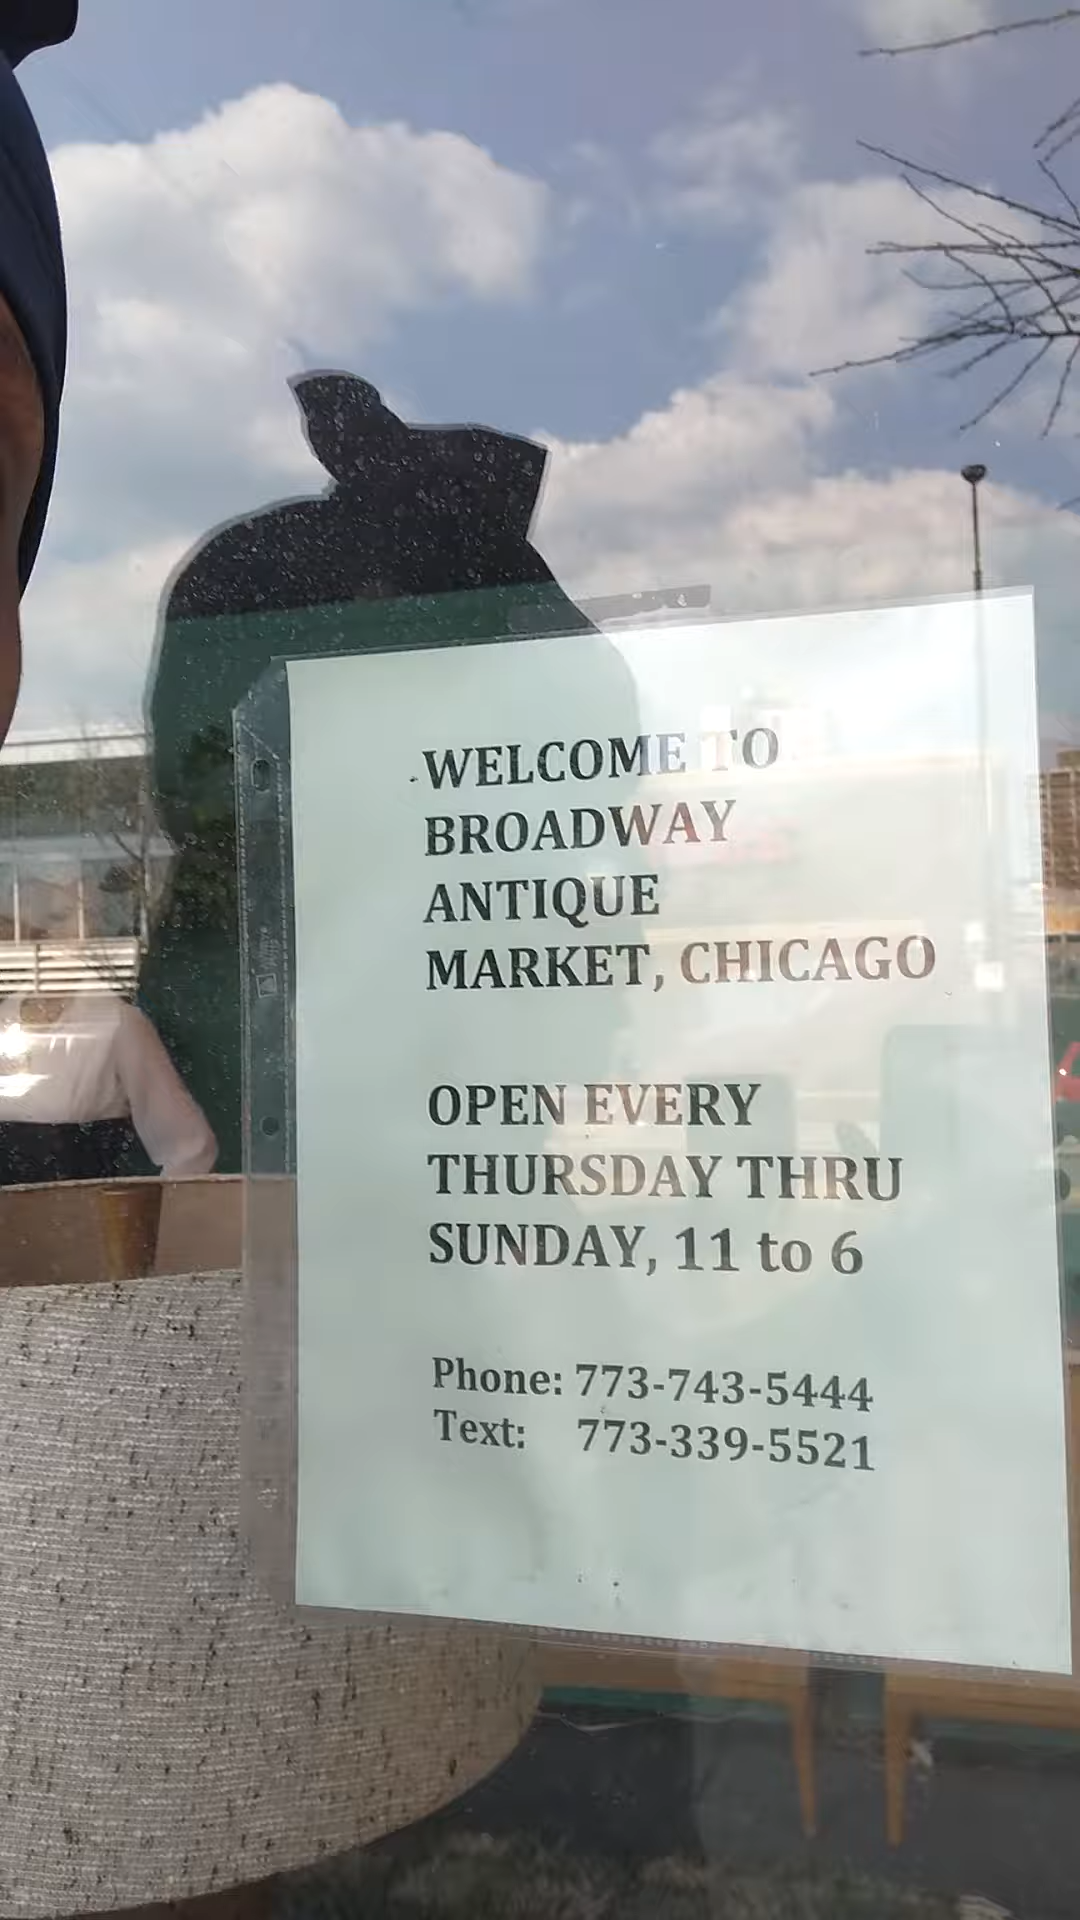 WELCOME TO
BROADWAY
ANTIQUE
MARKET, CHICAGO
OPEN EVERY
THURSDAY THRU
SUNDAY, 11 to 6
Phone: 773-743-5444
Text: 773-339-5521